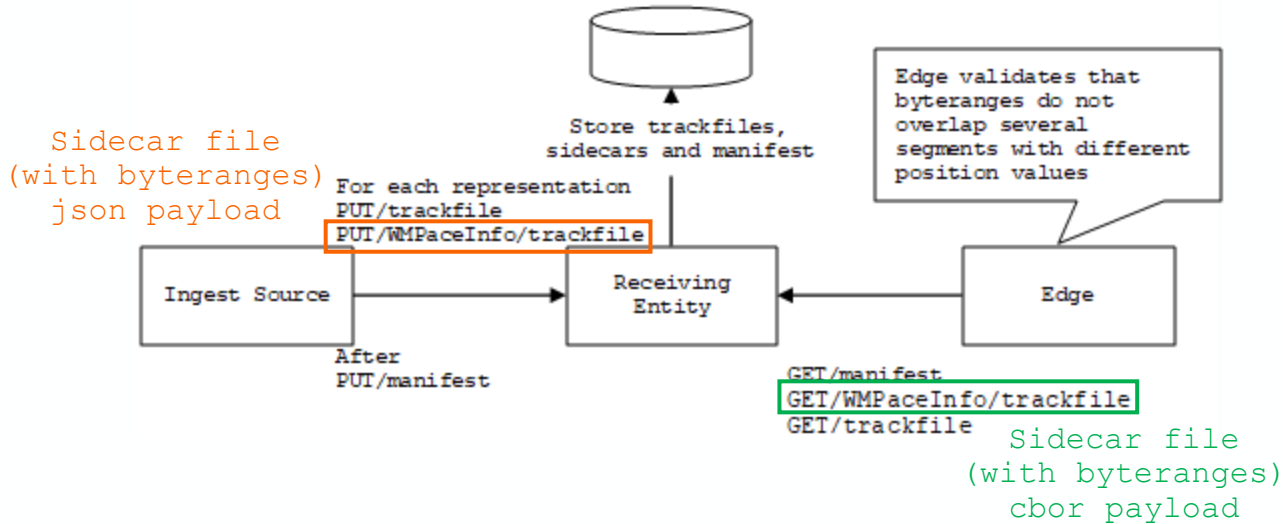 Store trackfiles,
sidecars and manifest
Edge validates that
byteranges do not
overlap several
segments with different
position values
Sidecar file
(with byteranges)
json payload
For each representation
PUT/trackfile
PUT/WMPaceInfo/trackfile
Ingest Source
Receiving
Entity
Edge
After
PUT/manifest
GET/manifest
GET/WMPaceInfo/trackfile
GET/trackfile
Sidecar file
(with byteranges)
cbor payload